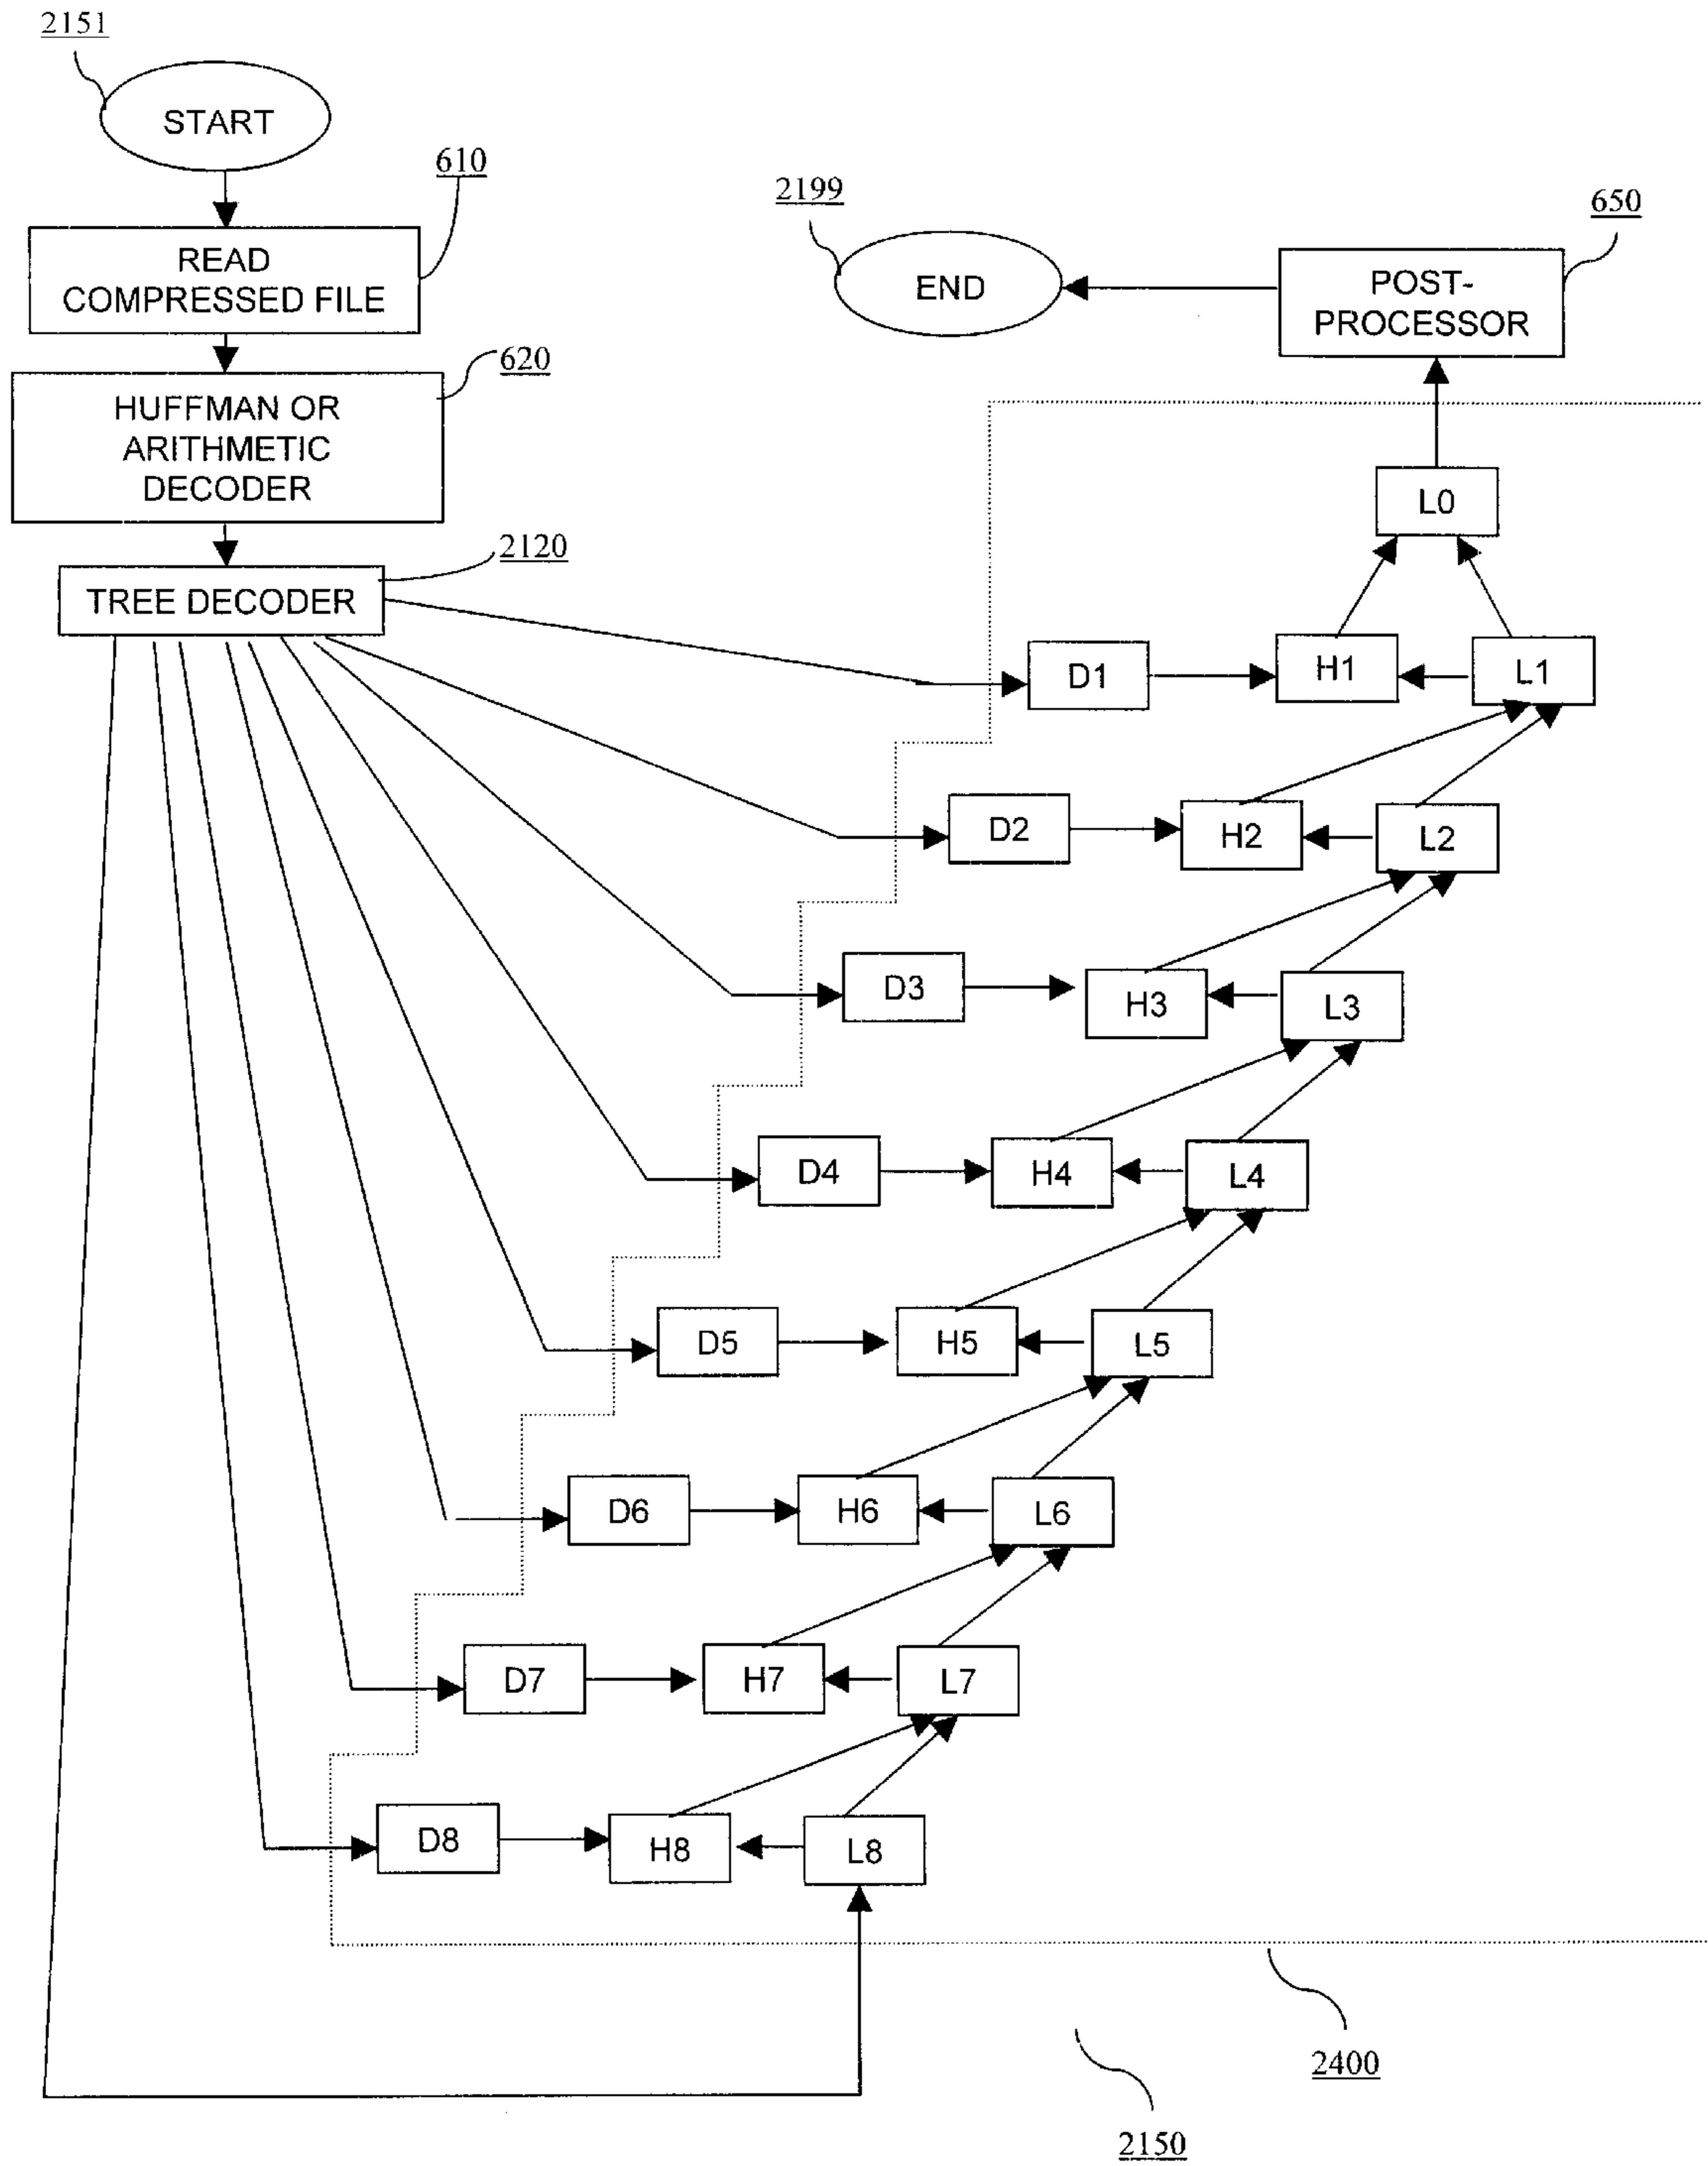 2151
START
610
READ
COMPRESSED FILE
2199
END
650
POST-
PROCESSOR
620
HUFFMAN OR
ARITHMETIC
DECODER
L0
2120
TREE DECODER
D1
H1
L1
D2
H2
L2
D3
H3
L3
D4
H4
L4
D5
H5
L5
D6
H6
L6
D7
H7
L7
D8
H8
L8
2400
2150